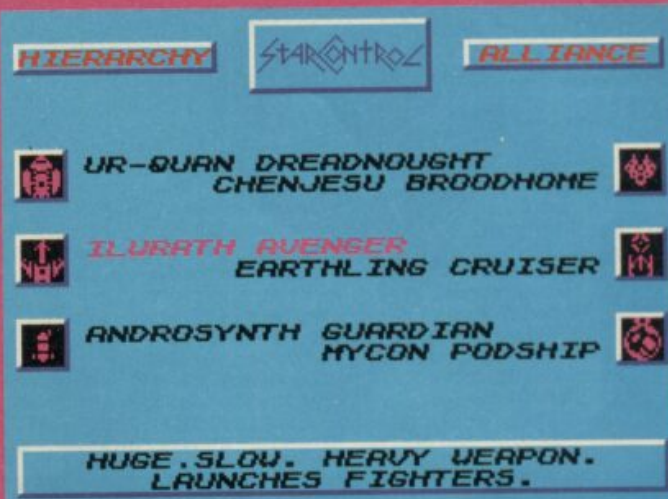 HIERARCHY
STARCONTROL
ALLIANCE
UR-QUAN DREADNOUGHT
CHENJESU BROODHOME
ILURATH AVENGER
EARTHLING CRUISER
ANDROSYNTH GUARDIAN
MYCON PODSHIP
HUGE.SLOW. HEAVY WEAPON.
LAUNCHES FIGHTERS.